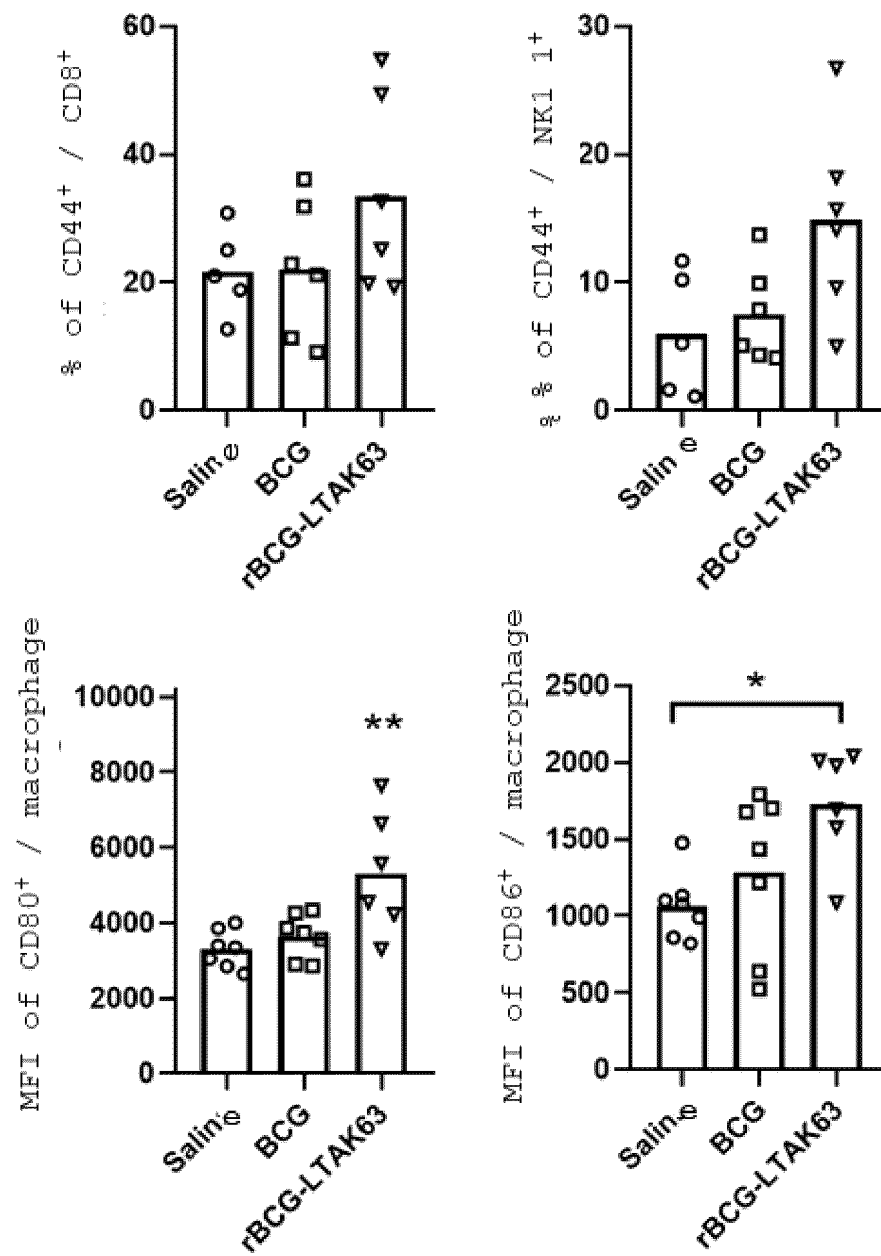 % of CD44⁺ / CD8⁺
60
40
20
0
Saline
BCG
rBCG-LTAK63
% % of CD44⁺ / NK1 1⁺
30
20
10
0
Salin e
BCG
rBCG-LTAK63
MFI of CD80⁺ / macrophage
10000
8000
6000
4000
2000
0
**
Saline
BCG
rBCG-LTAK63
MFI of CD86⁺ / macrophage
2500
2000
1500
1000
500
0
*
Saline
BCG
rBCG-LTAK63